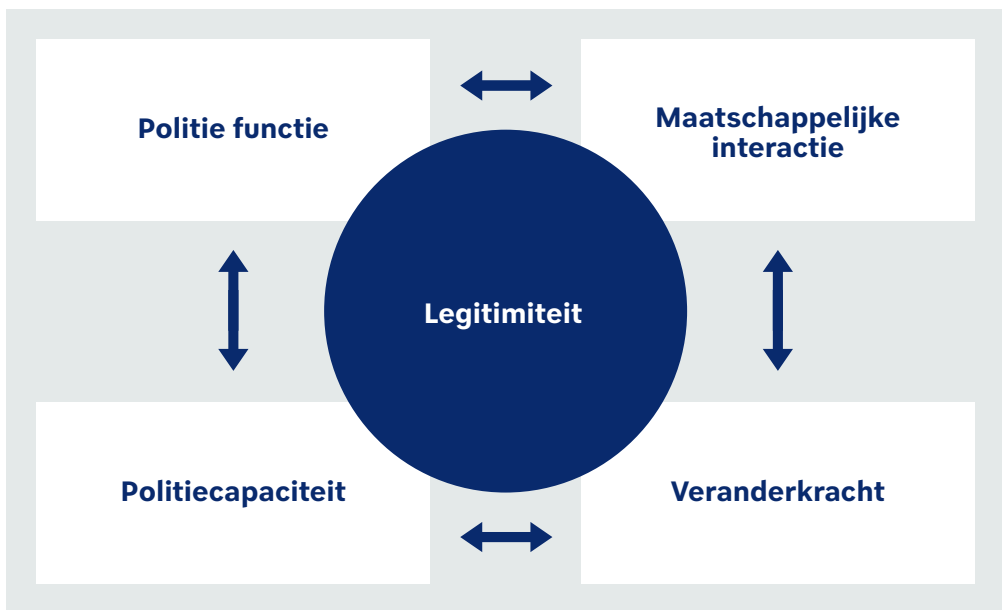 Politie functie
Maatschappelijke
interactie
Legitimiteit
Politiecapaciteit
Veranderkracht